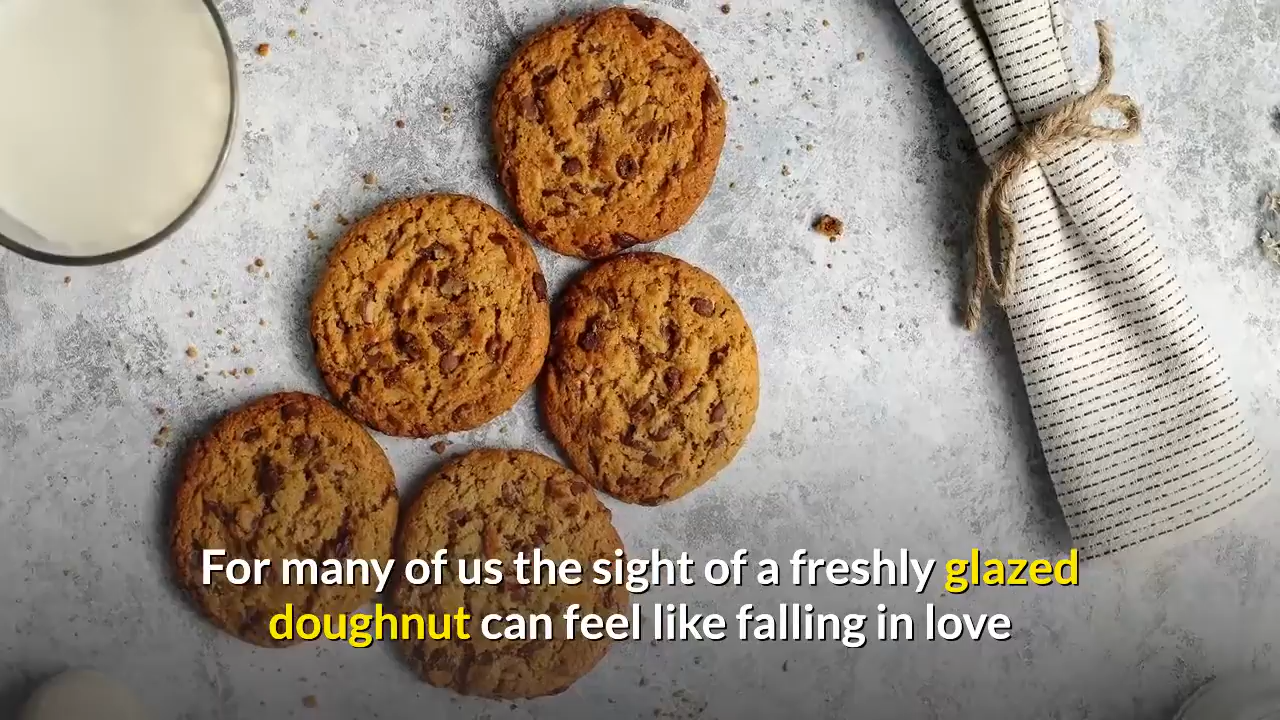 For many of us the sight of a freshly glazed
doughnut can feel like falling in love